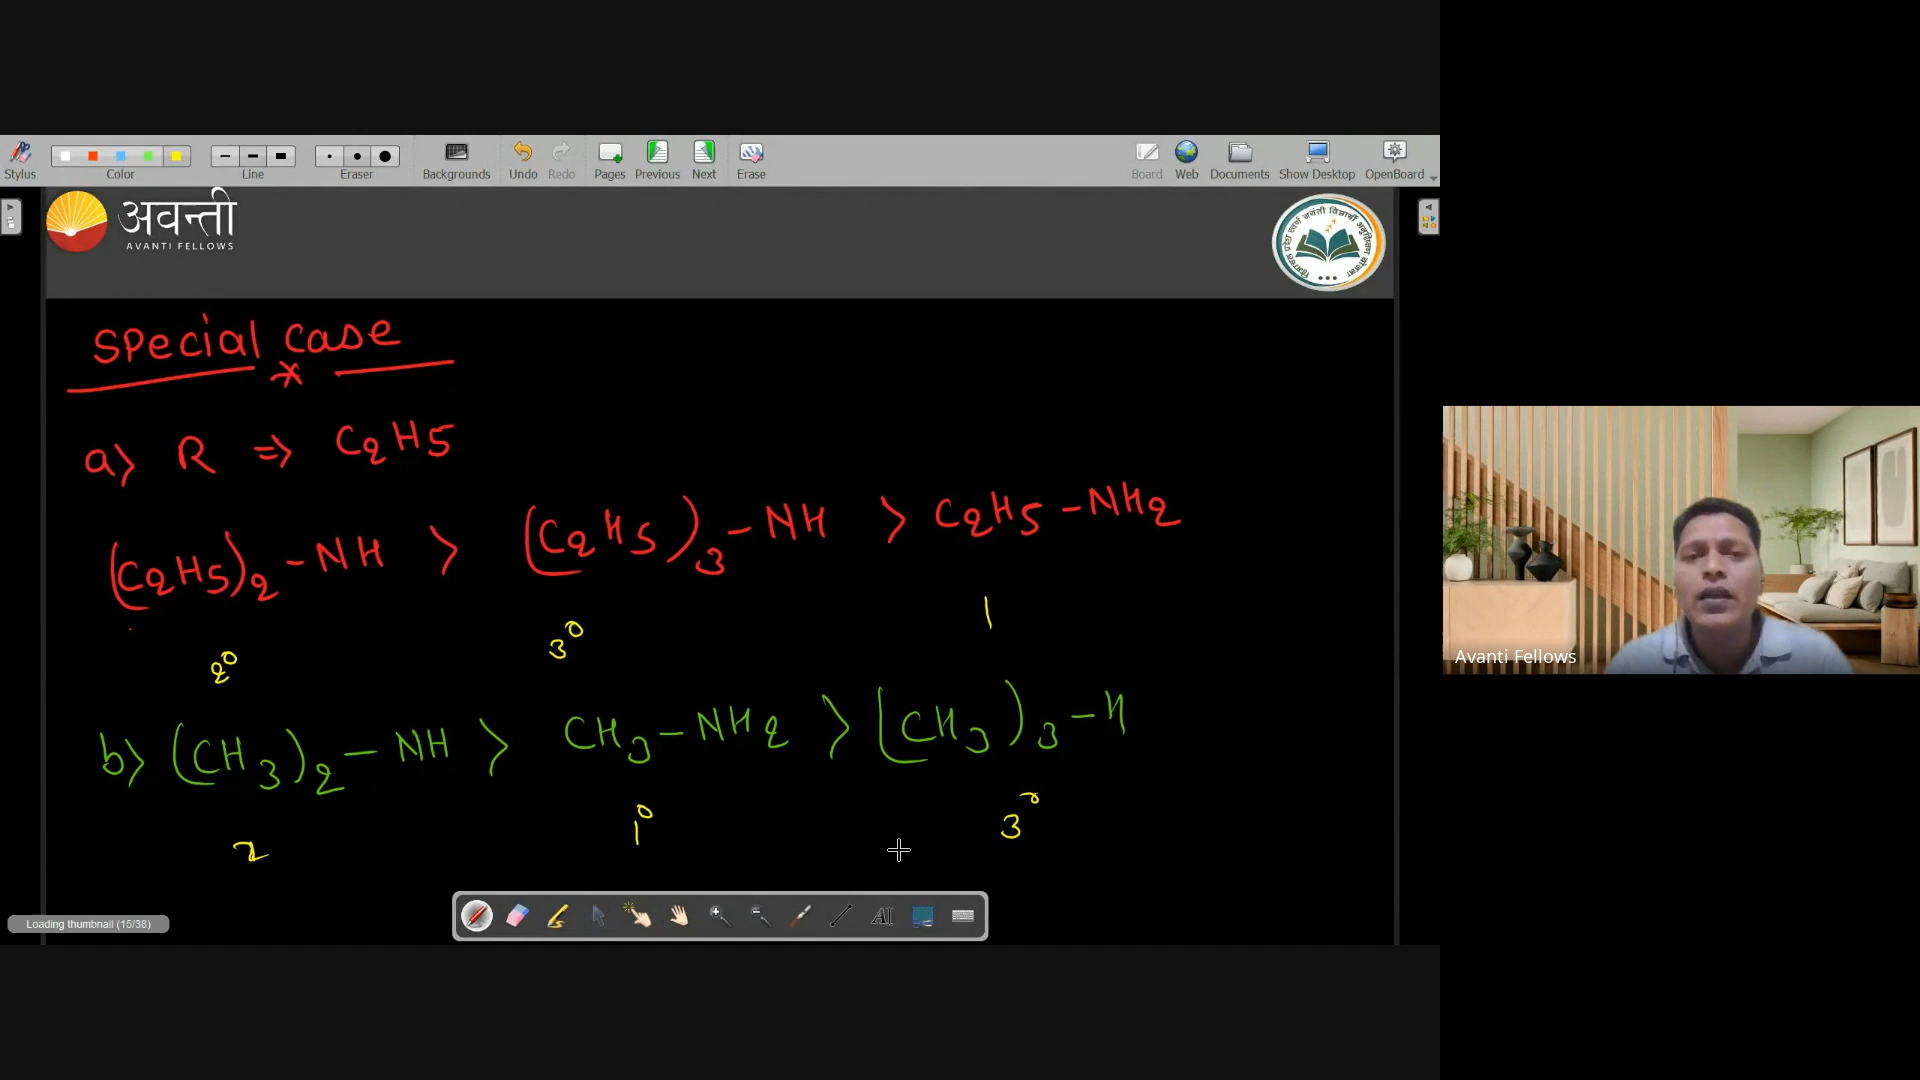 Stylus Color Line Eraser Backgrounds Undo Redo Pages Previous Next Erase Board Web Documents Show Desktop OpenBoard
अवन्ती
AVANTI FELLOWS
Special Case
a) R ⇒ C2H5
(C2H5)2-NH > (C2H5)3-NH > C2H5-NH2
2° 3° 1
b) (CH3)2-NH > CH3-NH2 > (CH3)3-N
2 1° 3°
Avanti Fellows
Loading thumbnail (15/38)